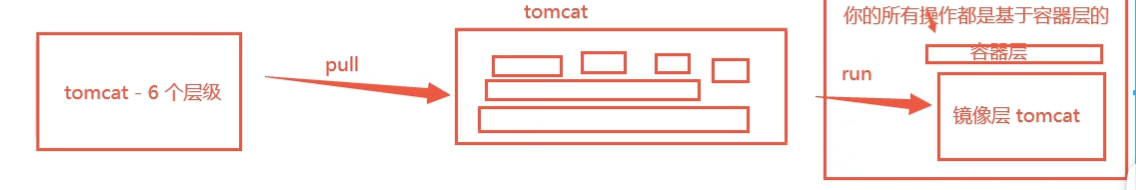 tomcat - 6 个层级
pull
tomcat
run
你的所有操作都是基于容器层的
容器层
镜像层 tomcat